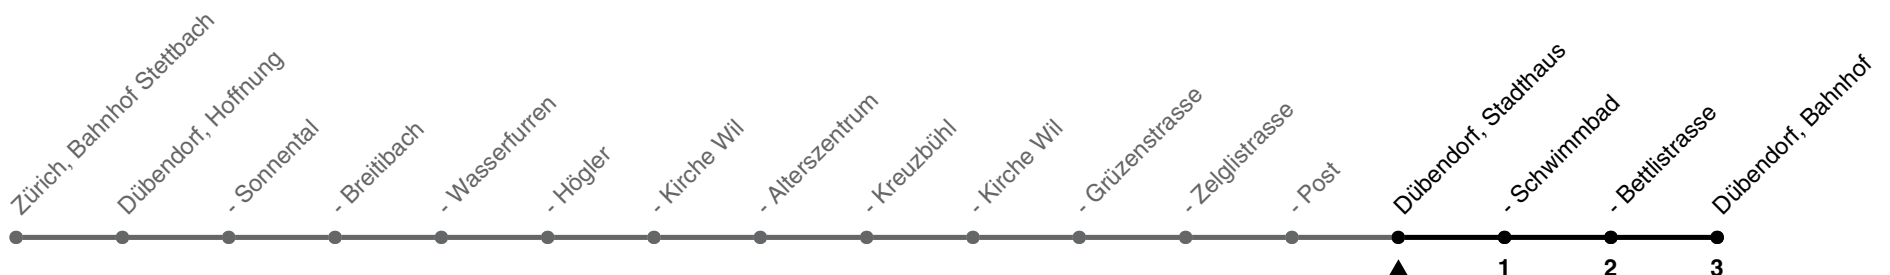 Zürich, Bahnhof Stettbach
Dübendorf, Hoffnung
- Sonnental
- Breitibach
- Wasserfurren
- Högler
- Kirche Wil
- Alterszentrum
- Kreuzbühl
- Kirche Wil
- Grüzenstrasse
- Zelglistrasse
- Post
Dübendorf, Stadthaus
- Schwimmbad
- Bettlistrasse
Dübendorf, Bahnhof
1 2 3